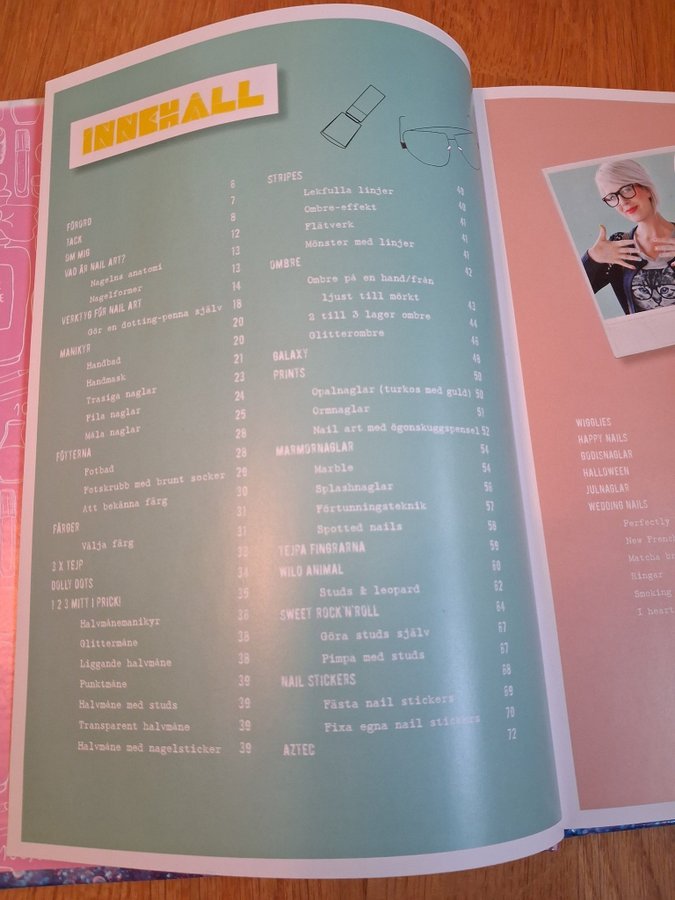 INNEHALL
FÖRORD 6
TACK 7
OM MIG 8
VAD ÄR NAIL ART? 12
Nagelns anatomi 13
Nagelformer 13
VERKTYG FÖR NAIL ART 14
Gör en dotting-penna själv 18
MANIKYR 20
Handbad 20
Handmask 21
Trasiga naglar 23
Fila naglar 24
Måla naglar 25
FÖTTERNA 28
Fotbad 28
Fotskrubb med brunt socker 29
Att bekänna färg 30
FÄRGER 31
Välja färg 31
3 X TEJP 33
DOLLY DOTS 34
1 2 3 MITT I PRICK!
Halvmånemanikyr
Glittermåne 38
Liggande halvmåne 38
Punktmåne 39
Halvmåne med studs 39
Transparent halvmåne 39
Halvmåne med nagelsticker 39
STRIPES 40
Lekfulla linjer 40
Ombre-effekt 41
Flätverk 41
Mönster med linjer 41
OMBRE 42
Ombre på en hand/från
ljust till mörkt 43
2 till 3 lager ombre 44
Glitterombre 46
GALAXY 48
PRINTS 50
Opalnaglar (turkos med guld) 50
Ormnaglar 51
Nail art med ögonskuggspensel 52
MARMORNAGLAR 54
Marble 54
Splashnaglar 56
Förtunningsteknik 57
Spotted nails 58
TEJPA FINGRARNA 59
WILD ANIMAL 60
Studs & leopard 62
SWEET ROCK'N'ROLL 64
Göra studs själv 67
Pimpa med studs 67
NAIL STICKERS 68
Fästa nail stickers 69
Fixa egna nail stickers 70
AZTEC 72
WIGGLIES
HAPPY NAILS
GODISNAGLAR
HALLOWEEN
JULNAGLAR
WEDDING NAILS
Perfectly
New French
Matcha
Ringer
Smoking
I heart